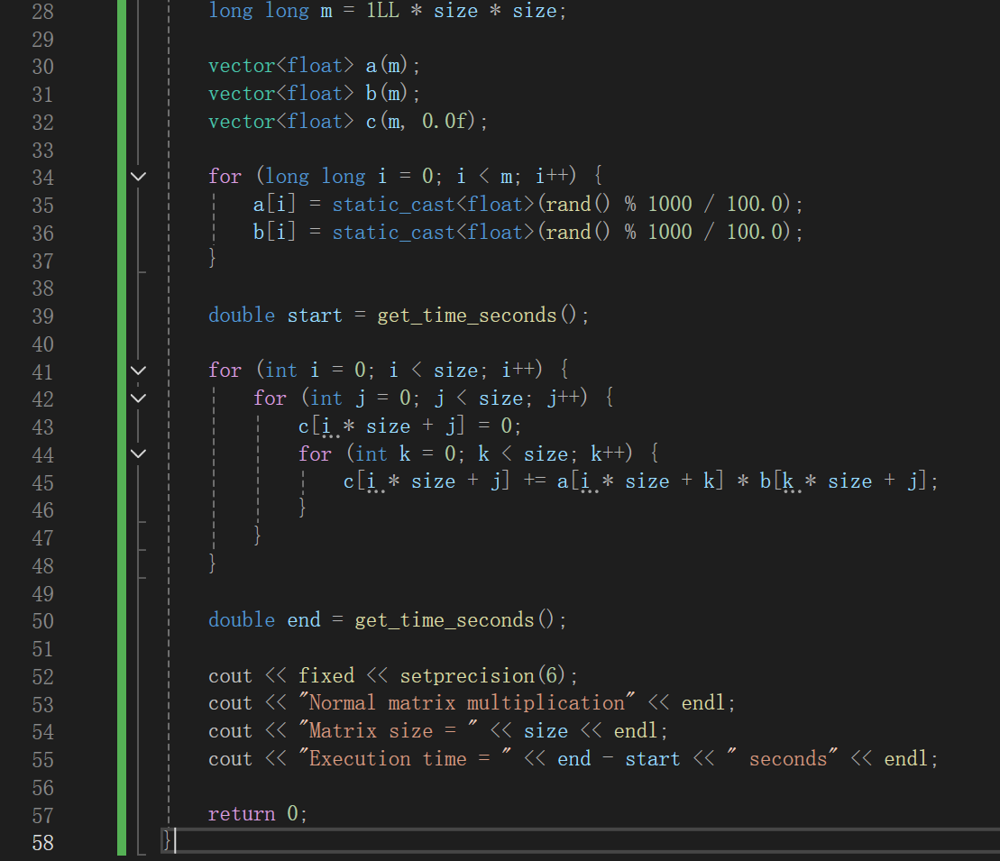 28 long long m = 1LL * size * size;
29
30 vector<float> a(m);
31 vector<float> b(m);
32 vector<float> c(m, 0.0f);
33
34 for (long long i = 0; i < m; i++) {
35 a[i] = static_cast<float>(rand() % 1000 / 100.0);
36 b[i] = static_cast<float>(rand() % 1000 / 100.0);
37 }
38
39 double start = get_time_seconds();
40
41 for (int i = 0; i < size; i++) {
42 for (int j = 0; j < size; j++) {
43 c[i * size + j] = 0;
44 for (int k = 0; k < size; k++) {
45 c[i * size + j] += a[i * size + k] * b[k * size + j];
46 }
47 }
48 }
49
50 double end = get_time_seconds();
51
52 cout << fixed << setprecision(6);
53 cout << "Normal matrix multiplication" << endl;
54 cout << "Matrix size = " << size << endl;
55 cout << "Execution time = " << end - start << " seconds" << endl;
56
57 return 0;
58 }